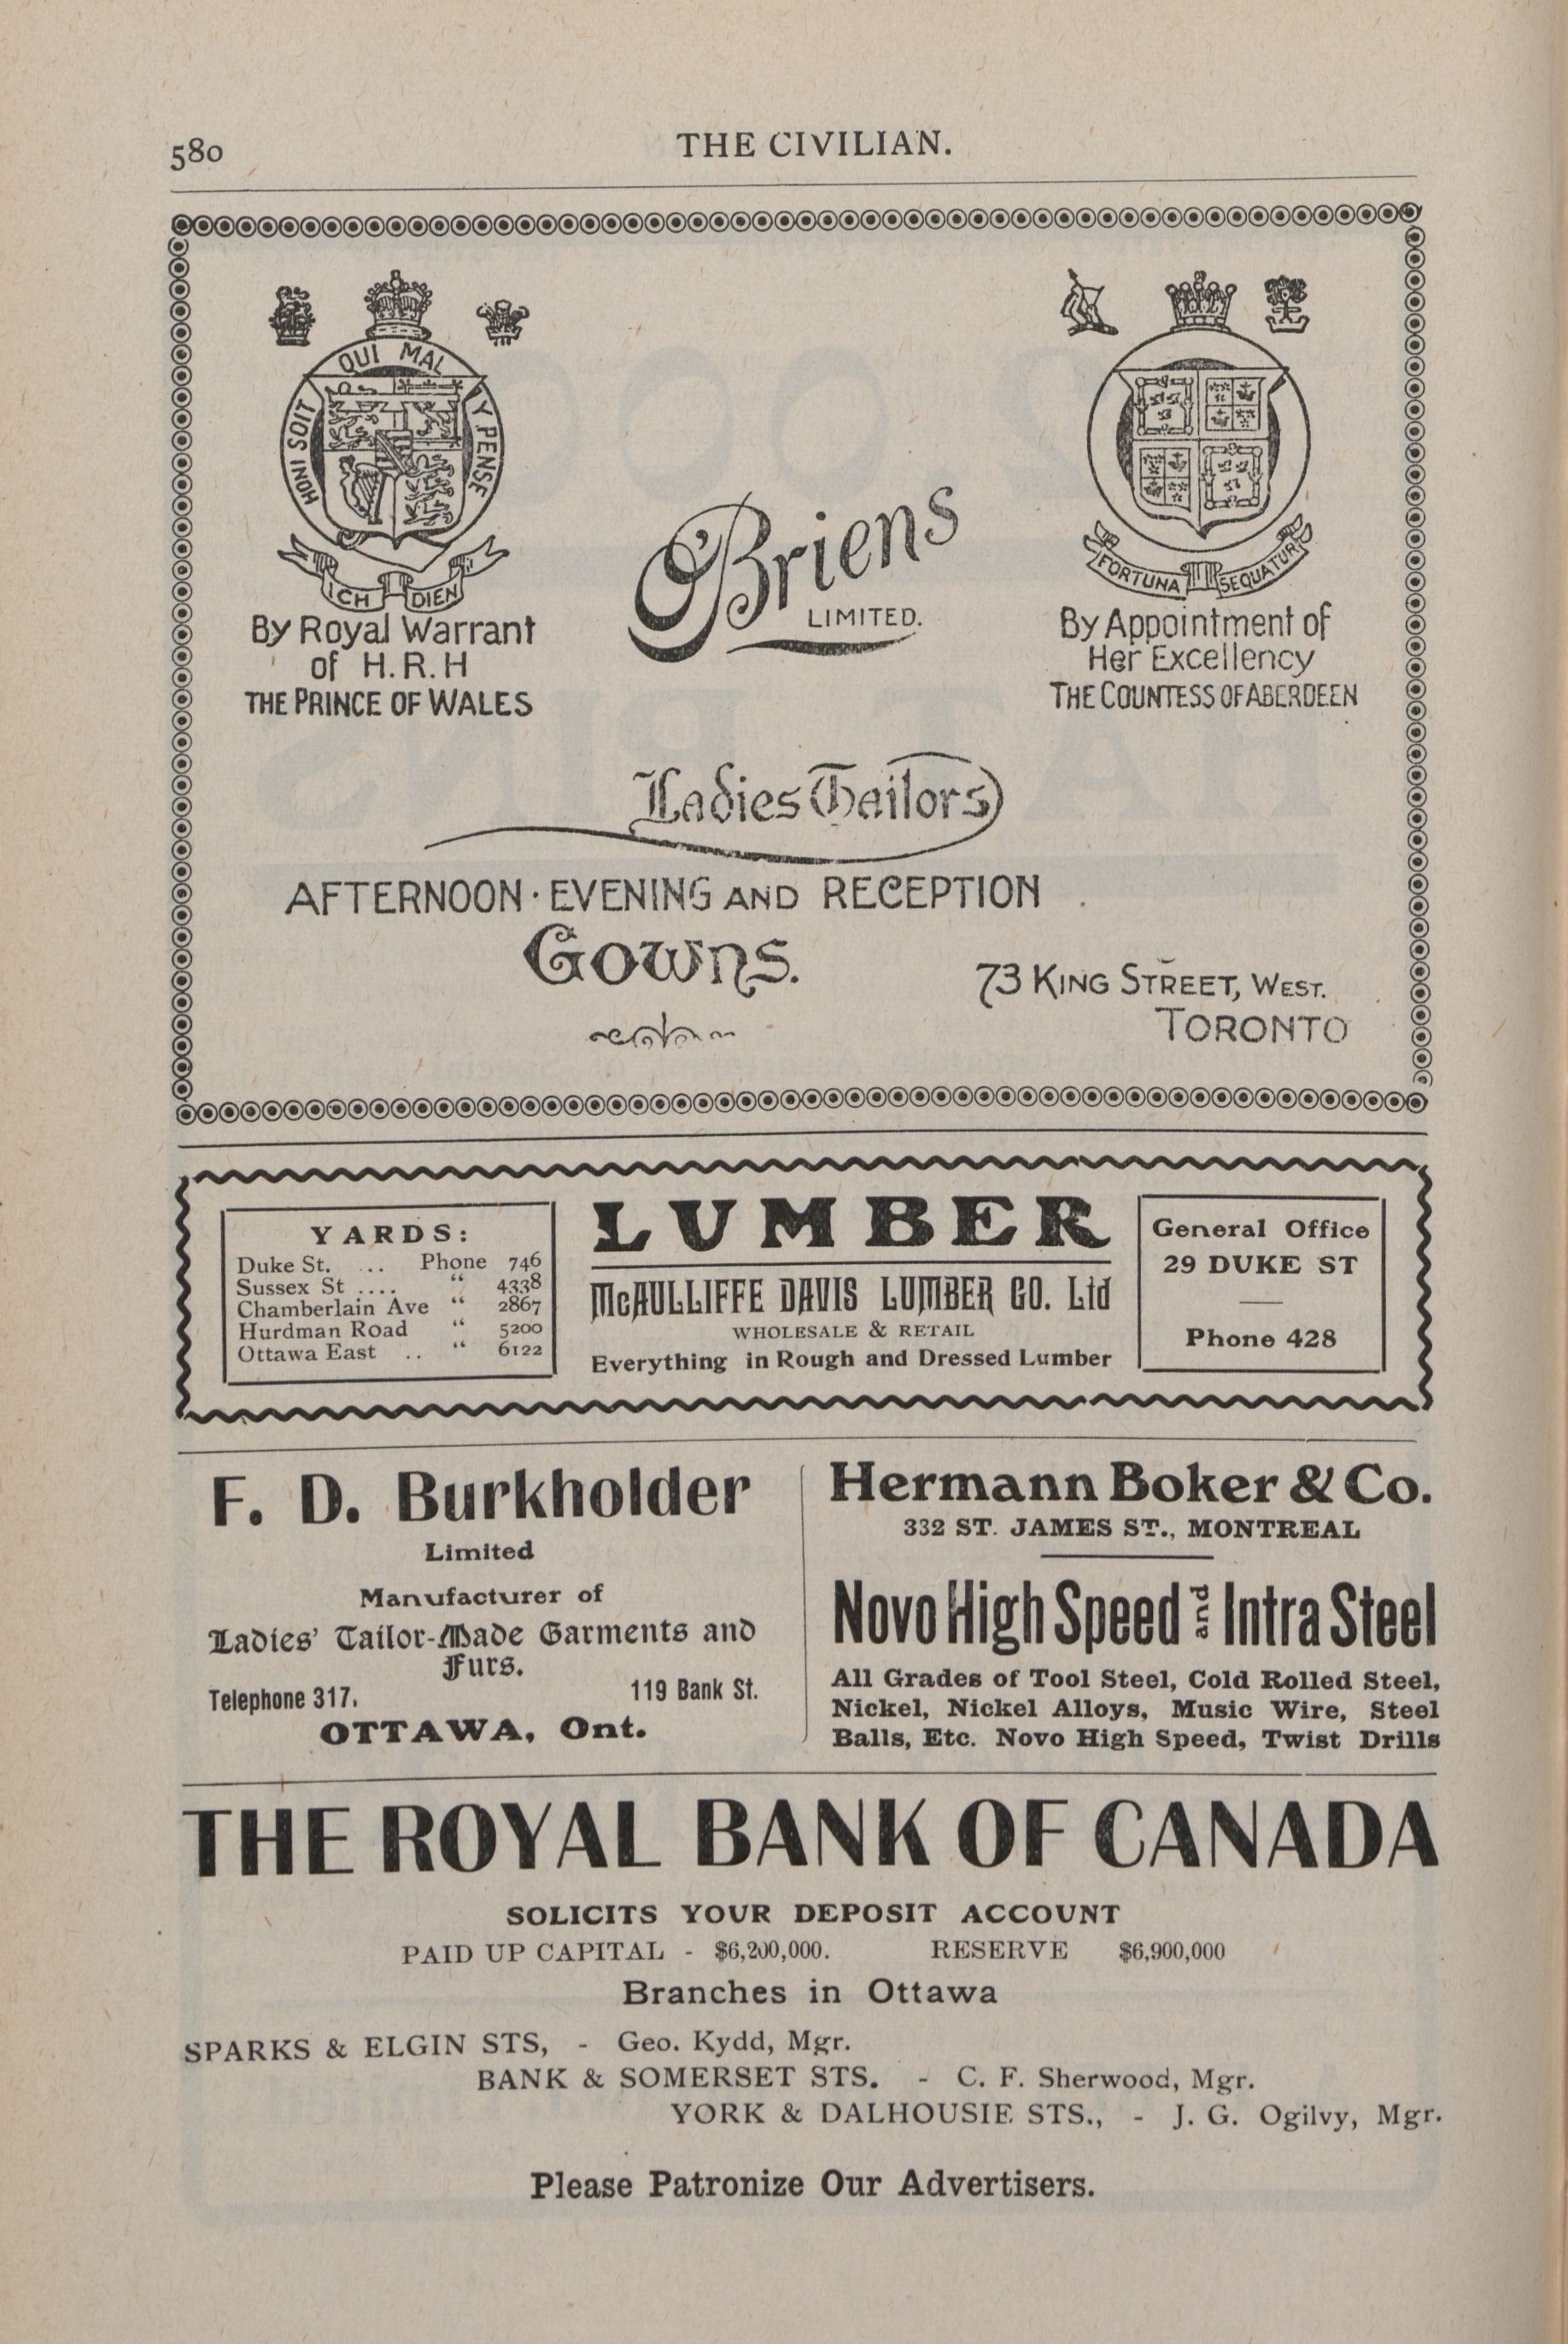 580
THE CIVILIAN.
HONI SOIT QUI MAL Y PENSE
ICH DIEN
By Royal Warrant
of H.R.H
THE PRINCE OF WALES
O'Briens
LIMITED.
FORTUNA SEQUATUR
By Appointment of
Her Excellency
THE COUNTESS OF ABERDEEN
Ladies Tailors
AFTERNOON · EVENING AND RECEPTION
GOWNS.
73 KING STREET, WEST.
TORONTO
YARDS:
Duke St. ... Phone 746
Sussex St .... “ 4338
Chamberlain Ave “ 2867
Hurdman Road “ 5200
Ottawa East .. “ 6122
LUMBER
McAULLIFFE DAVIS LUMBER CO. Ltd
WHOLESALE & RETAIL
Everything in Rough and Dressed Lumber
General Office
29 DUKE ST
Phone 428
F. D. Burkholder
Limited
Manufacturer of
Ladies' Tailor-Made Garments and
Furs.
Telephone 317. 119 Bank St.
OTTAWA, Ont.
Hermann Boker & Co.
332 ST. JAMES ST., MONTREAL
Novo High Speed and Intra Steel
All Grades of Tool Steel, Cold Rolled Steel,
Nickel, Nickel Alloys, Music Wire, Steel
Balls, Etc. Novo High Speed, Twist Drills
THE ROYAL BANK OF CANADA
SOLICITS YOUR DEPOSIT ACCOUNT
PAID UP CAPITAL - $6,200,000. RESERVE $6,900,000
Branches in Ottawa
SPARKS & ELGIN STS, - Geo. Kydd, Mgr.
BANK & SOMERSET STS. - C. F. Sherwood, Mgr.
YORK & DALHOUSIE STS., - J. G. Ogilvy, Mgr.
Please Patronize Our Advertisers.